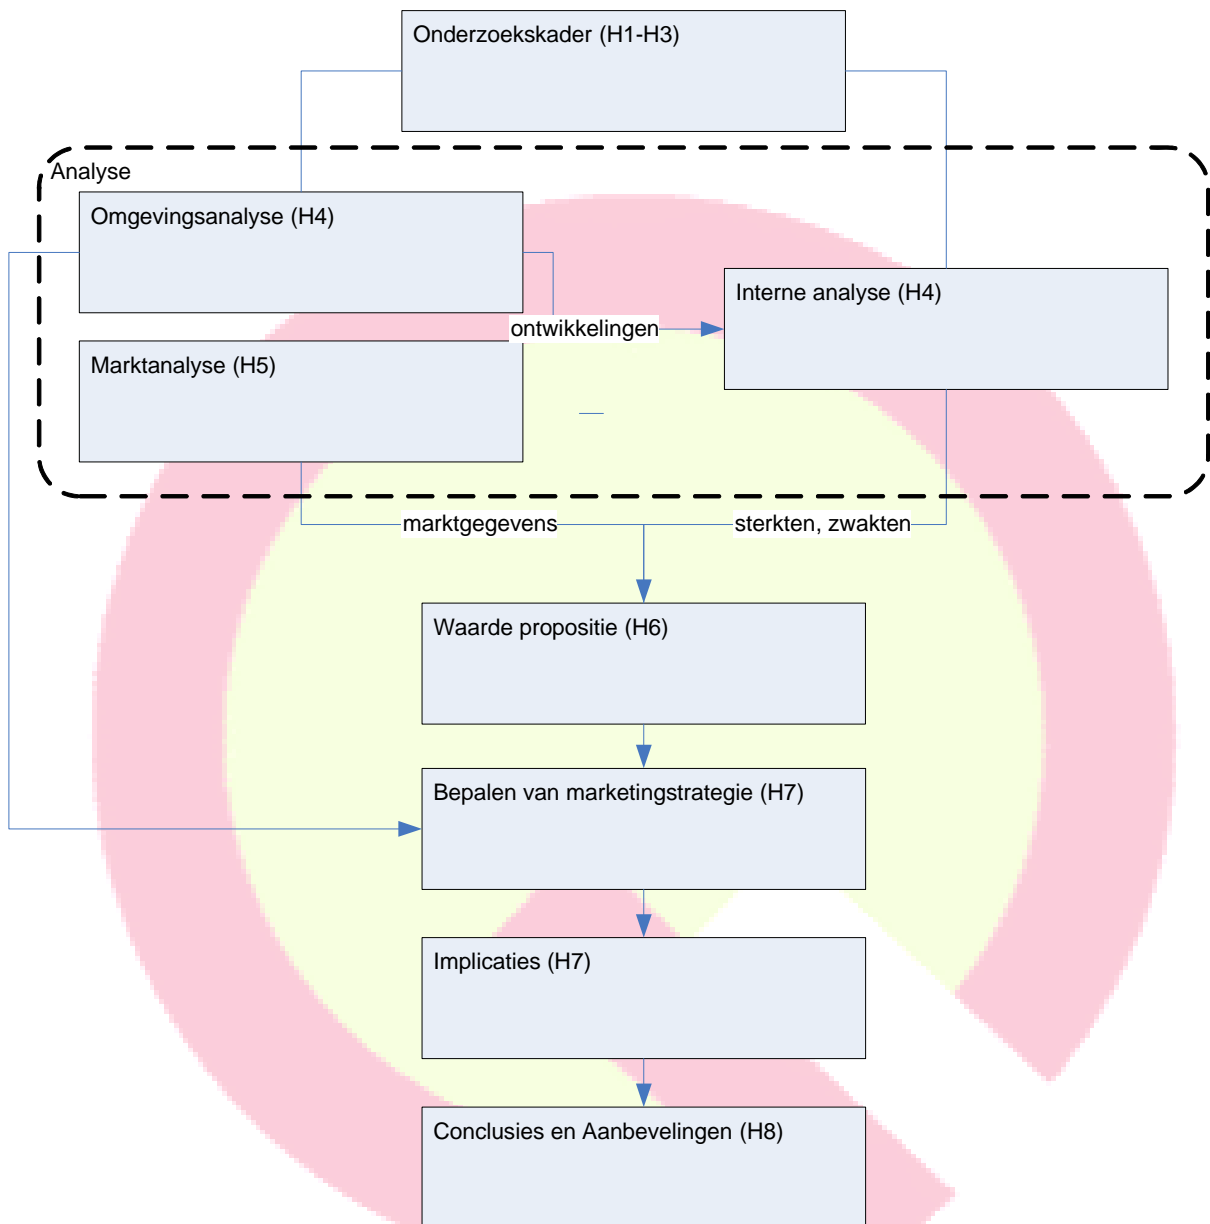 Onderzoekskader (H1-H3)
Analyse
Omgevingsanalyse (H4)
Interne analyse (H4)
ontwikkelingen
Marktanalyse (H5)
marktgegevens
sterkten, zwakten
Waarde propositie (H6)
Bepalen van marketingstrategie (H7)
Implicaties (H7)
Conclusies en Aanbevelingen (H8)